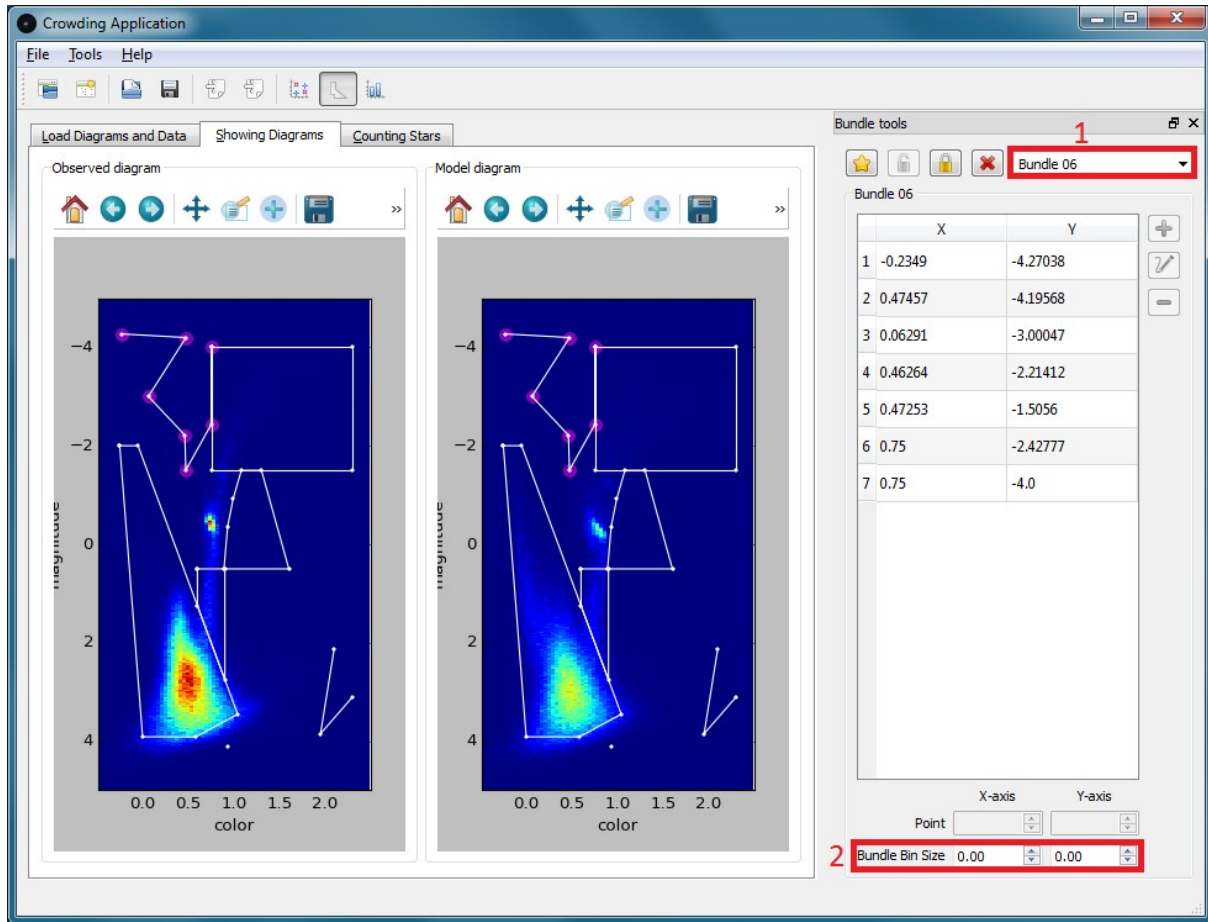 Crowding Application
File Tools Help
Load Diagrams and Data Showing Diagrams Counting Stars
Observed diagram
»
−4
−2
0
2
4
magnitude
0.0 0.5 1.0 1.5 2.0
color
Model diagram
»
−4
−2
0
2
4
magnitude
0.0 0.5 1.0 1.5 2.0
color
Bundle tools
1
Bundle 06
Bundle 06
X Y
1 -0.2349 -4.27038
2 0.47457 -4.19568
3 0.06291 -3.00047
4 0.46264 -2.21412
5 0.47253 -1.5056
6 0.75 -2.42777
7 0.75 -4.0
X-axis Y-axis
Point
2 Bundle Bin Size 0.00 0.00